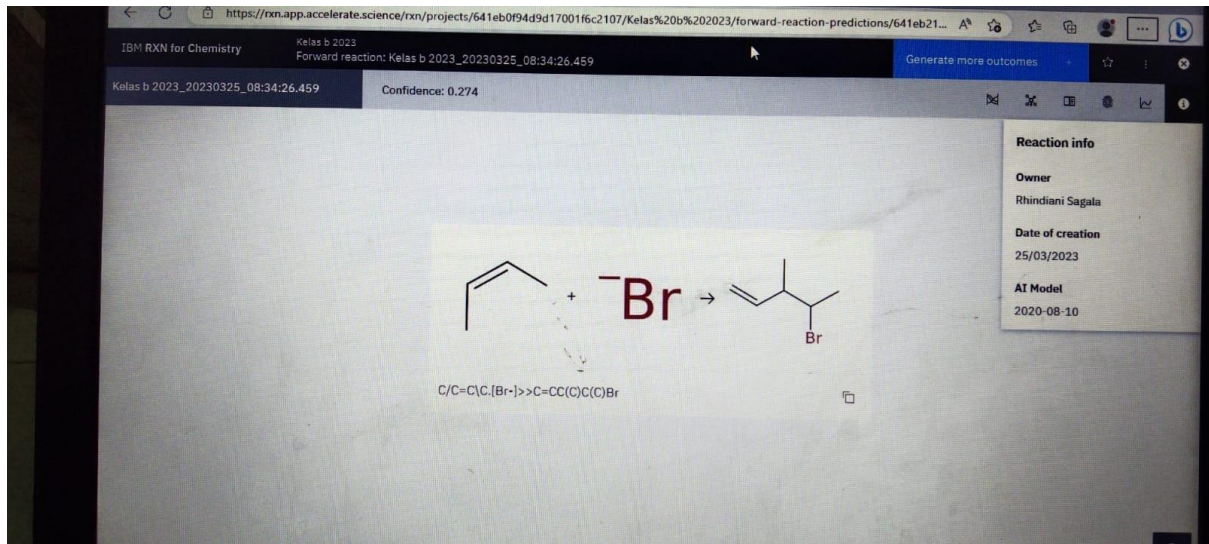 https://rxn.app.accelerate.science/rxn/projects/641eb0f94d9d17001f6c2107/Kelas%20b%202023/forward-reaction-predictions/641eb21...
IBM RXN for Chemistry
Kelas b 2023
Forward reaction: Kelas b 2023_20230325_08:34:26.459
Generate more outcomes +
Kelas b 2023_20230325_08:34:26.459
Confidence: 0.274
Reaction info
Owner
Rhindiani Sagala
Date of creation
25/03/2023
AI Model
2020-08-10
+ ⁻Br →
Br
C/C=C\C.[Br-]>>C=CC(C)C(C)Br